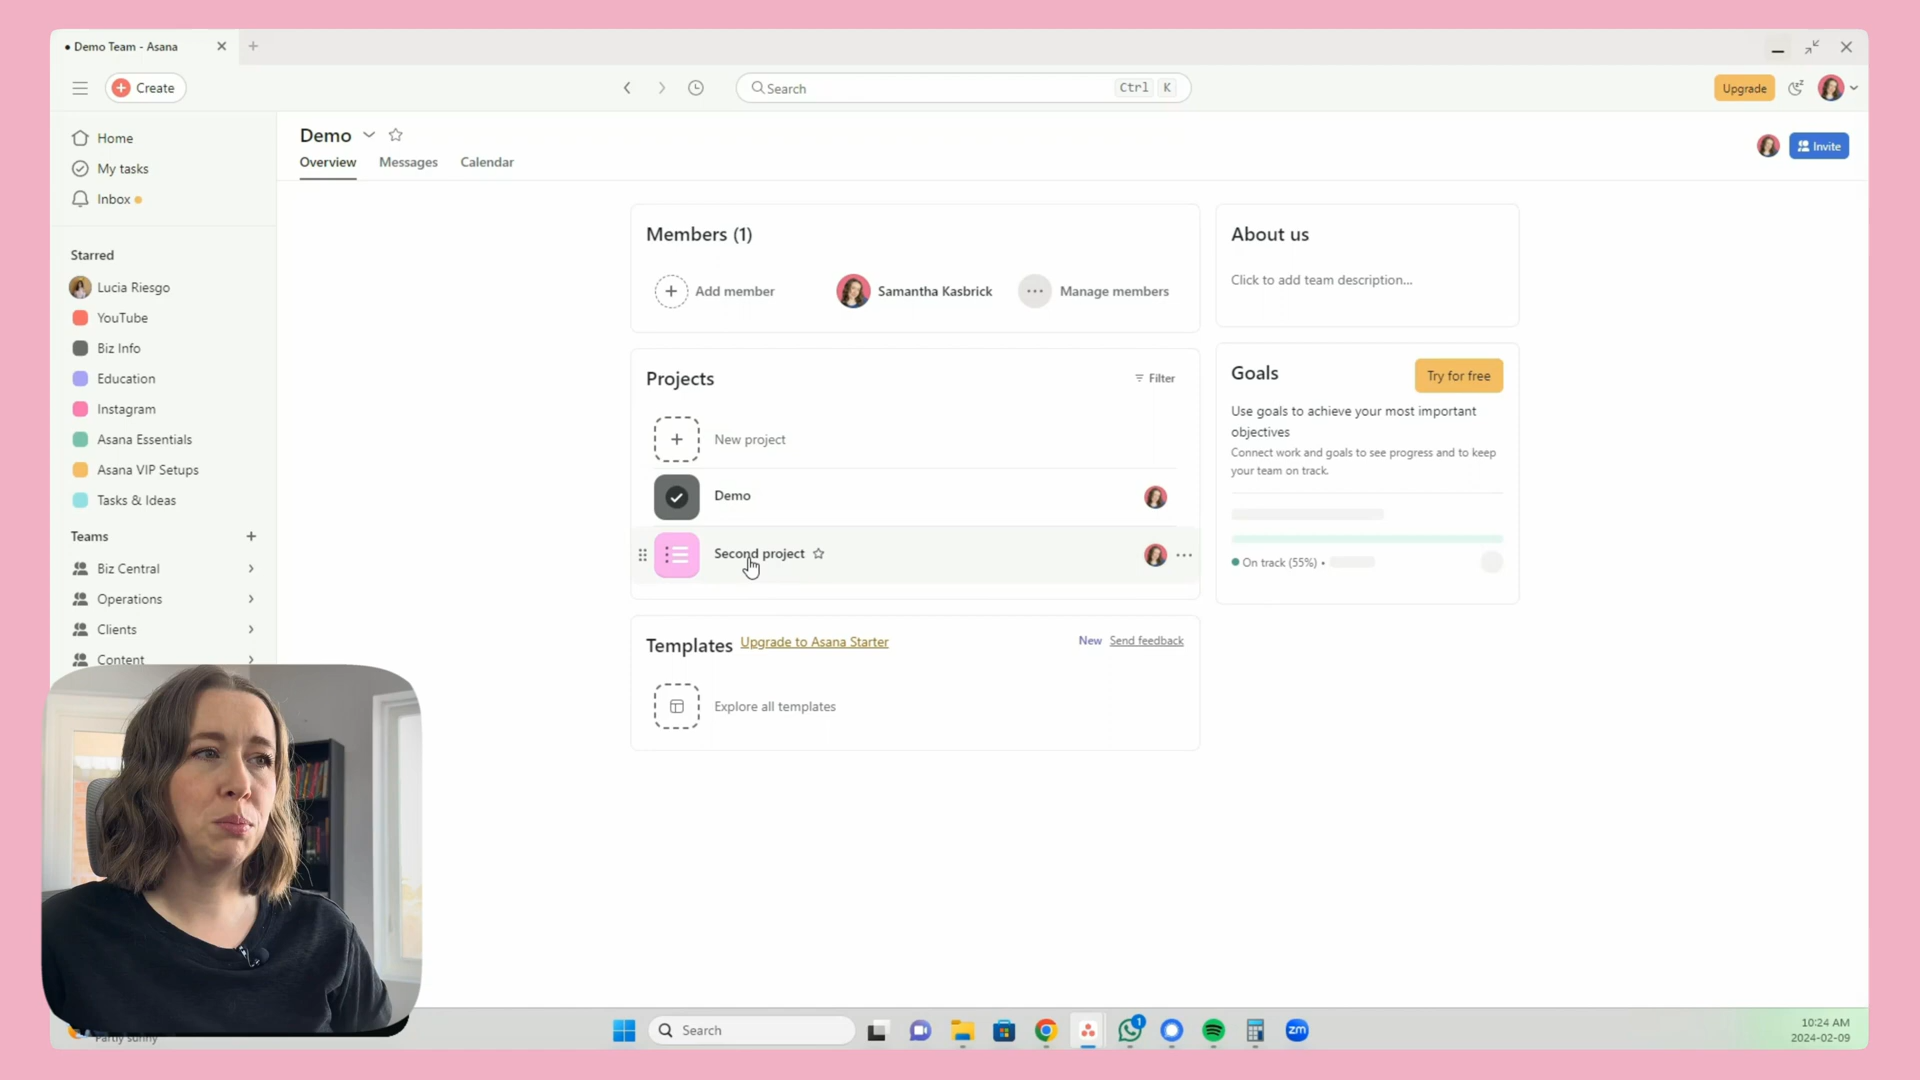 • Demo Team - Asana
Create
Search
Ctrl K
Upgrade
Home
My tasks
Inbox
Starred
Lucia Riesgo
YouTube
Biz Info
Education
Instagram
Asana Essentials
Asana VIP Setups
Tasks & Ideas
Teams
Biz Central
Operations
Clients
Content
Demo
Overview
Messages
Calendar
Invite
Members (1)
Add member
Samantha Kasbrick
Manage members
Projects
Filter
New project
Demo
Second project
Templates
Upgrade to Asana Starter
New
Send feedback
Explore all templates
About us
Click to add team description...
Goals
Try for free
Use goals to achieve your most important
objectives
Connect work and goals to see progress and to keep
your team on track.
On track (55%) •
Partly sunny
Search
1
zm
10:24 AM
2024-02-09